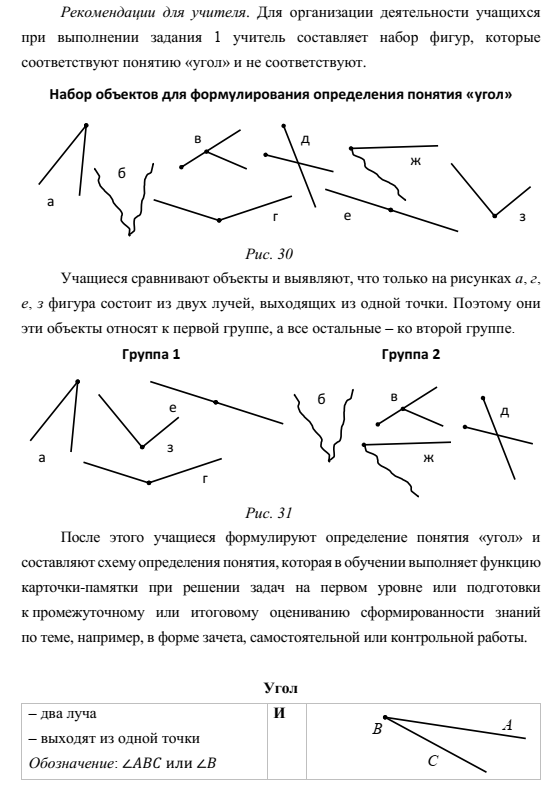 Рекомендации для учителя. Для организации деятельности учащихся
при выполнении задания 1 учитель составляет набор фигур, которые
соответствуют понятию «угол» и не соответствуют.
Набор объектов для формулирования определения понятия «угол»
а
б
в
г
д
е
ж
з
Рис. 30
Учащиеся сравнивают объекты и выявляют, что только на рисунках а, г,
е, з фигура состоит из двух лучей, выходящих из одной точки. Поэтому они
эти объекты относят к первой группе, а все остальные – ко второй группе.
Группа 1
Группа 2
а
е
з
г
б
в
ж
д
Рис. 31
После этого учащиеся формулируют определение понятия «угол» и
составляют схему определения понятия, которая в обучении выполняет функцию
карточки-памятки при решении задач на первом уровне или подготовки
к промежуточному или итоговому оцениванию сформированности знаний
по теме, например, в форме зачета, самостоятельной или контрольной работы.
Угол
– два луча
– выходят из одной точки
Обозначение: ∠ABC или ∠B
И
B
A
C